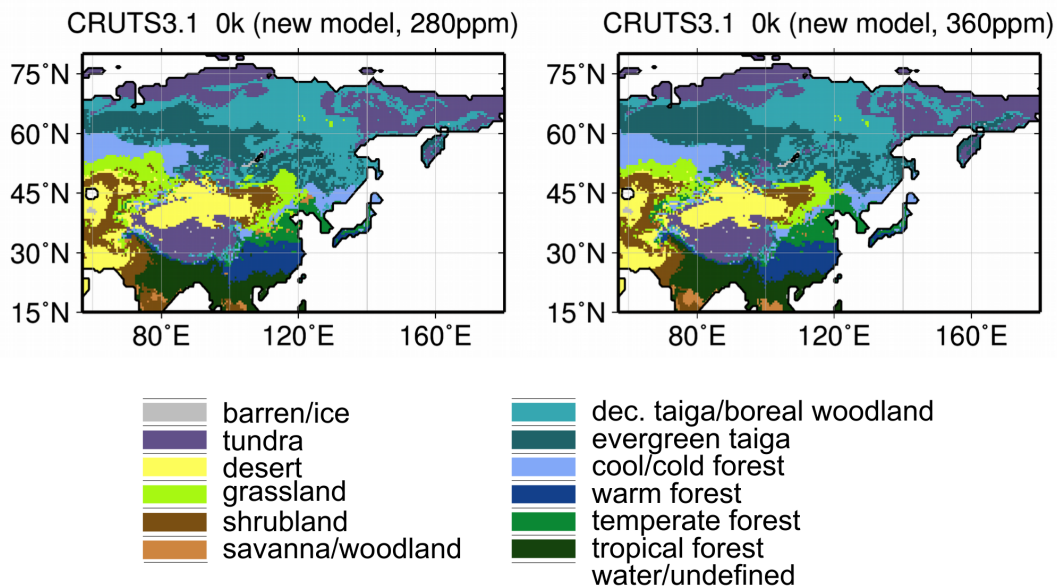 CRUTS3.1 0k (new model, 280ppm)
CRUTS3.1 0k (new model, 360ppm)
75˚N
60˚N
45˚N
30˚N
15˚N
80˚E
120˚E
160˚E
75˚N
60˚N
45˚N
30˚N
15˚N
80˚E
120˚E
160˚E
barren/ice
tundra
desert
grassland
shrubland
savanna/woodland
dec. taiga/boreal woodland
evergreen taiga
cool/cold forest
warm forest
temperate forest
tropical forest
water/undefined